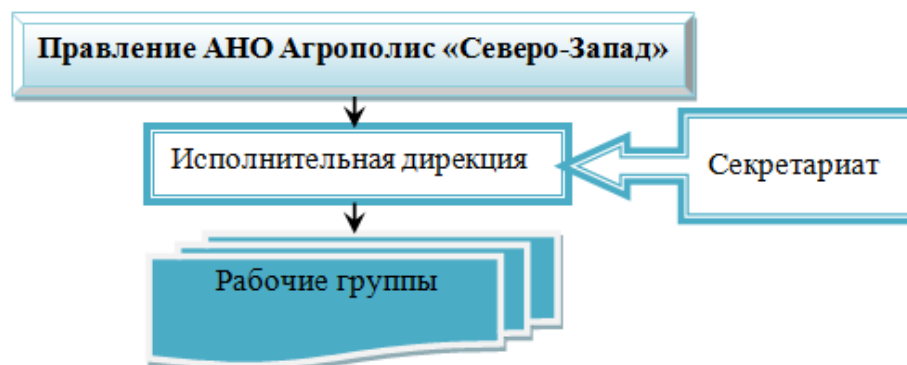 Правление АНО Агрополис «Северо-Запад»
Исполнительная дирекция
Секретариат
Рабочие группы